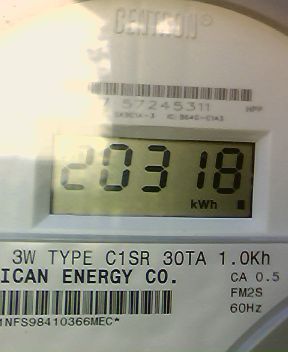 CENTRON®
57245311
20318
kWh
3W TYPE C1SR 30TA 1.0Kh
ICAN ENERGY CO.
CA 0.5
FM2S
60Hz
1NFS98410366MEC*